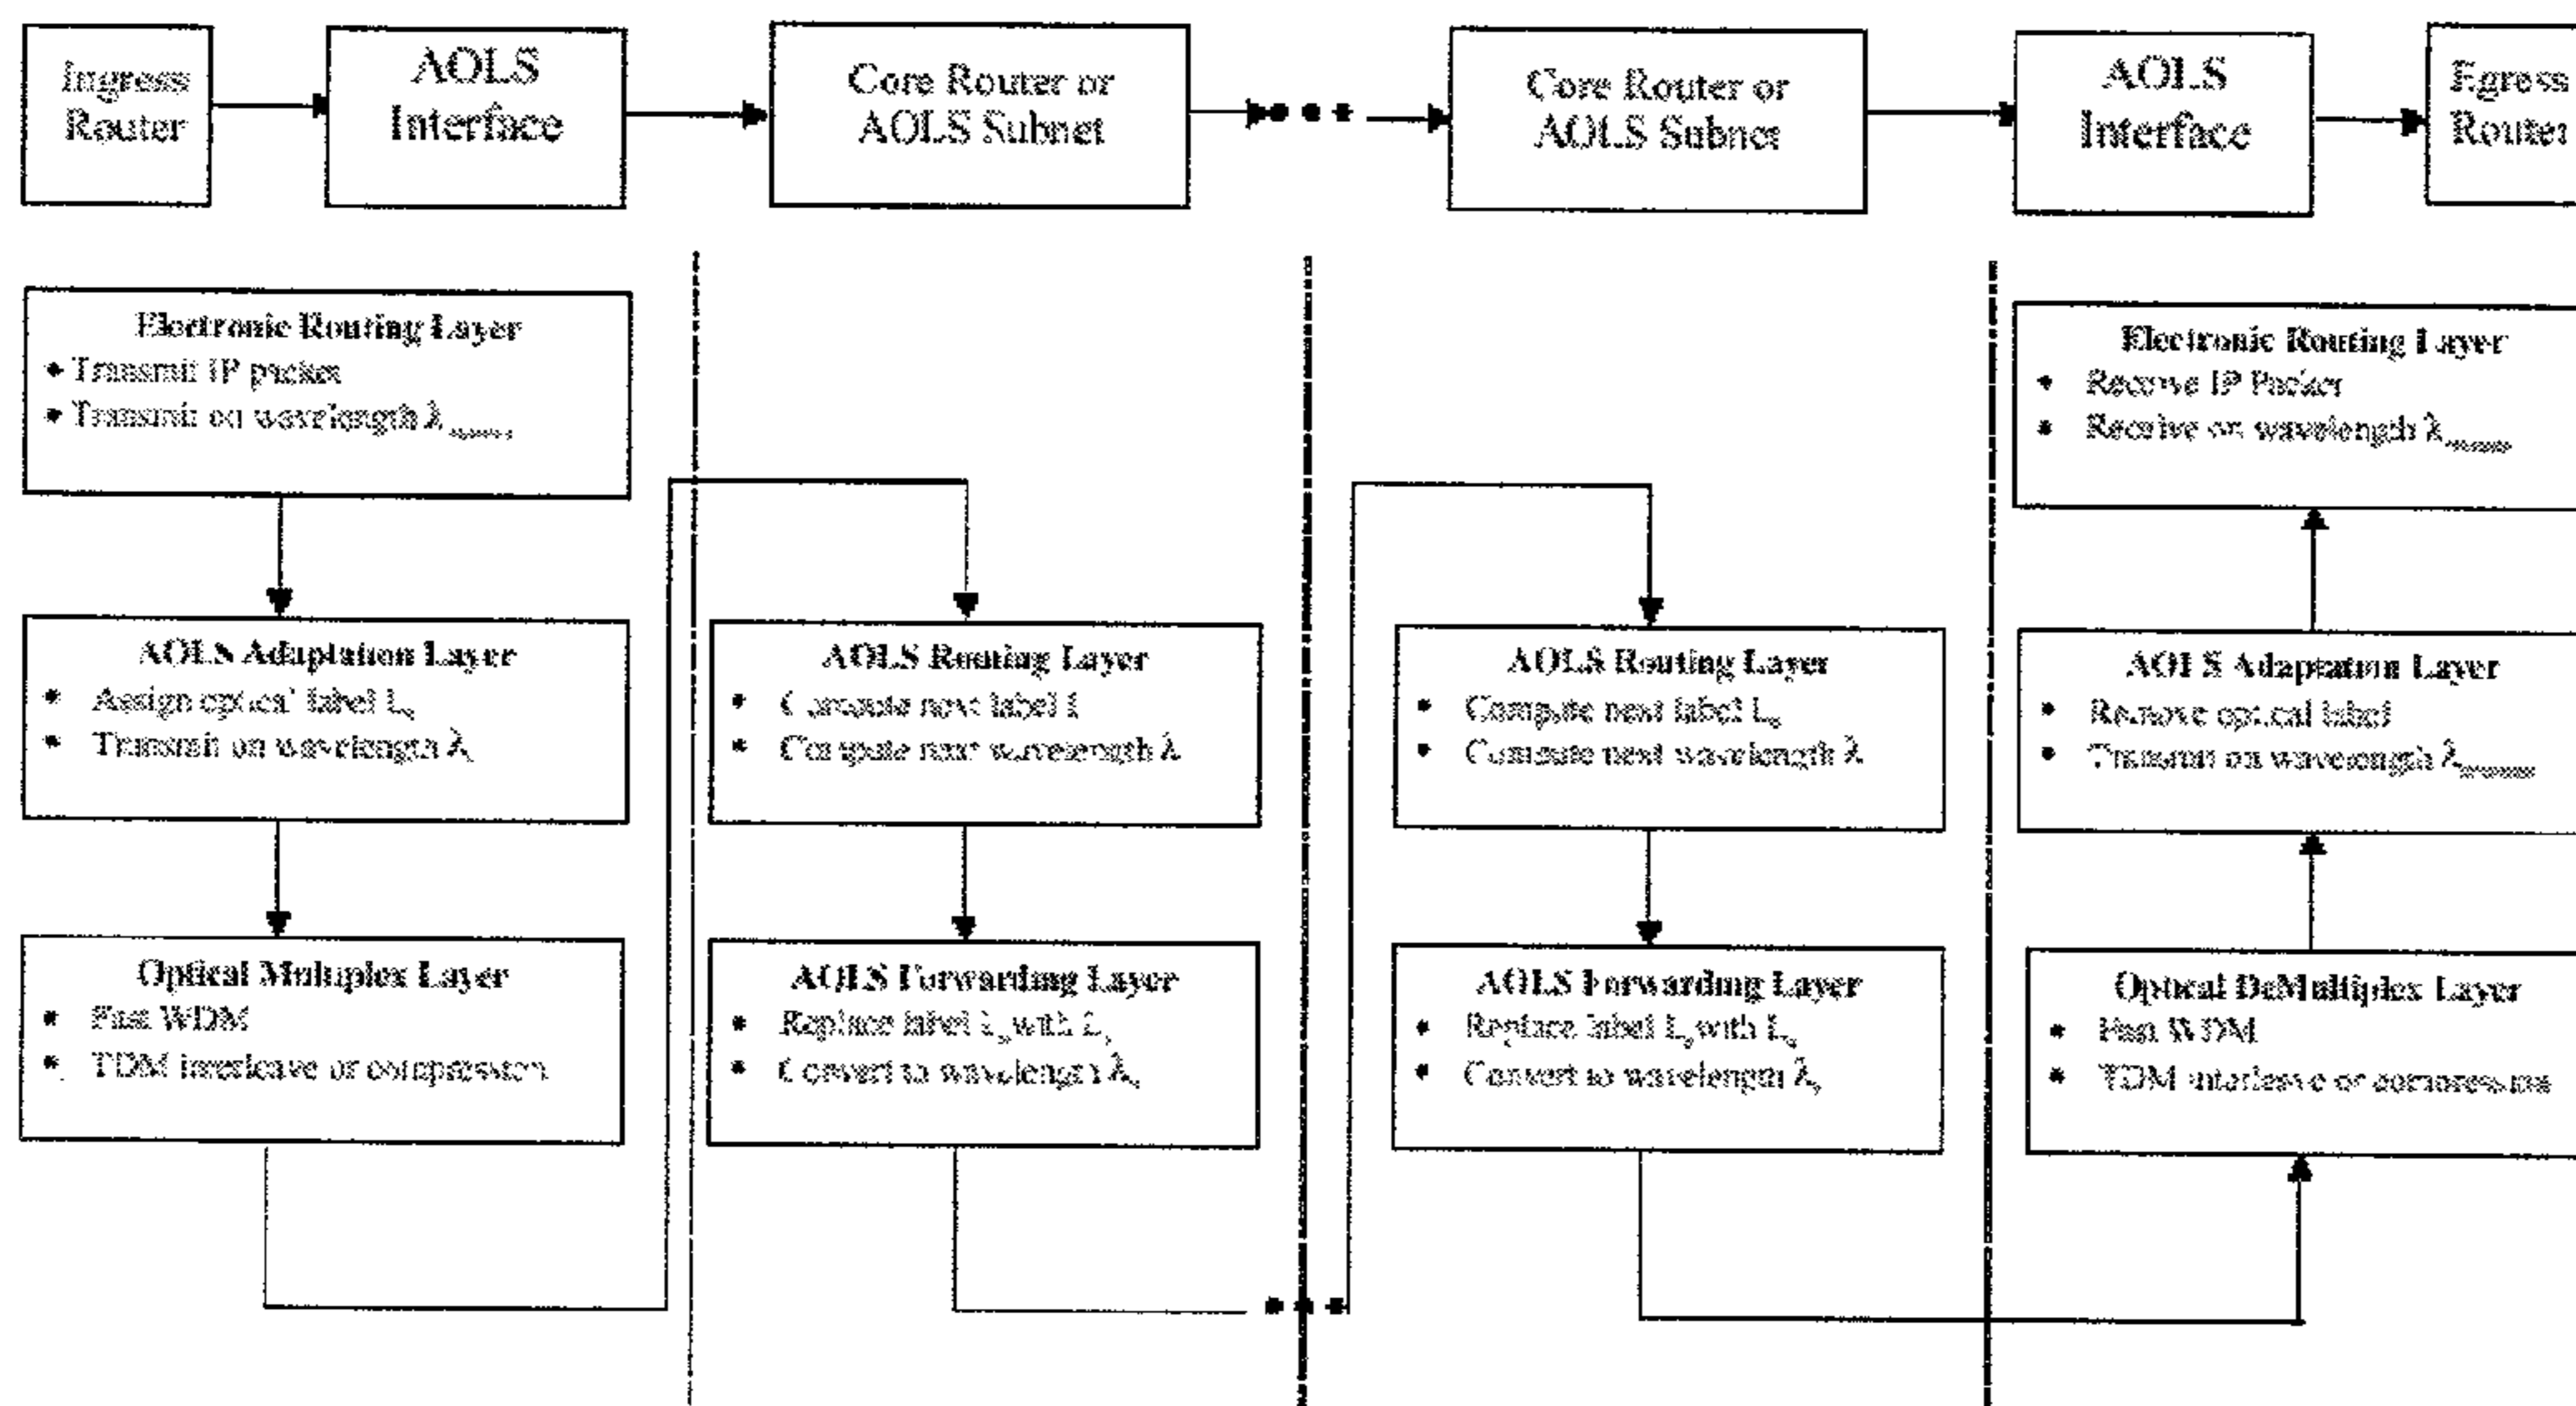 Ingress
Router
AOLS
Interface
Core Router or
AOLS Subnet
Core Router or
AOLS Subnet
AOLS
Interface
Egress
Router
Electronic Routing Layer
• Transmit IP packet
• Transmit on wavelength λ
AOLS Adaptation Layer
• Assign optical label L
• Transmit on wavelength λ
Optical Multiplex Layer
• Fast WDM
• TDM interleave or compression
AOLS Routing Layer
• Compute next label L
• Compute next wavelength λ
AOLS Forwarding Layer
• Replace label L with L
• Convert to wavelength λ
AOLS Routing Layer
• Compute next label L
• Compute next wavelength λ
AOLS Forwarding Layer
• Replace label L with L
• Convert to wavelength λ
Electronic Routing Layer
• Receive IP Packet
• Receive on wavelength λ
AOLS Adaptation Layer
• Remove optical label
• Transmit on wavelength λ
Optical DeMultiplex Layer
• Fast WDM
• TDM interleave or compression